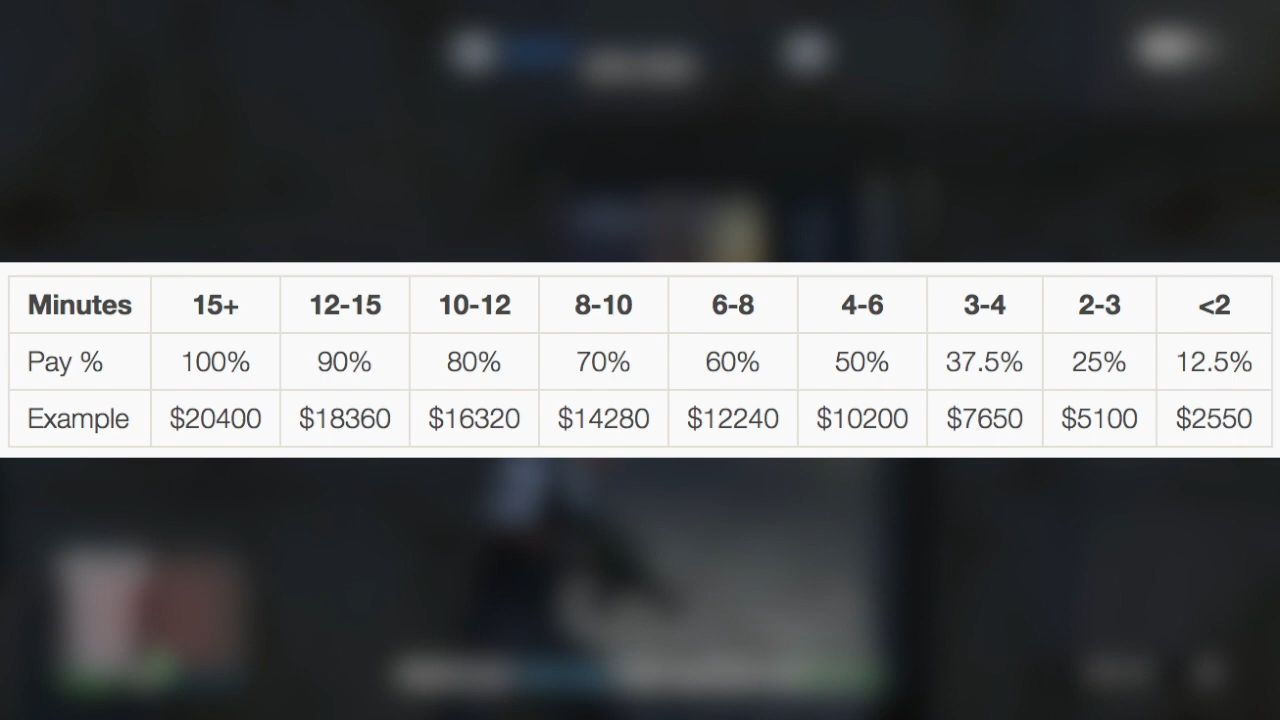 Minutes 15+ 12-15 10-12 8-10 6-8 4-6 3-4 2-3 <2
Pay % 100% 90% 80% 70% 60% 50% 37.5% 25% 12.5%
Example $20400 $18360 $16320 $14280 $12240 $10200 $7650 $5100 $2550